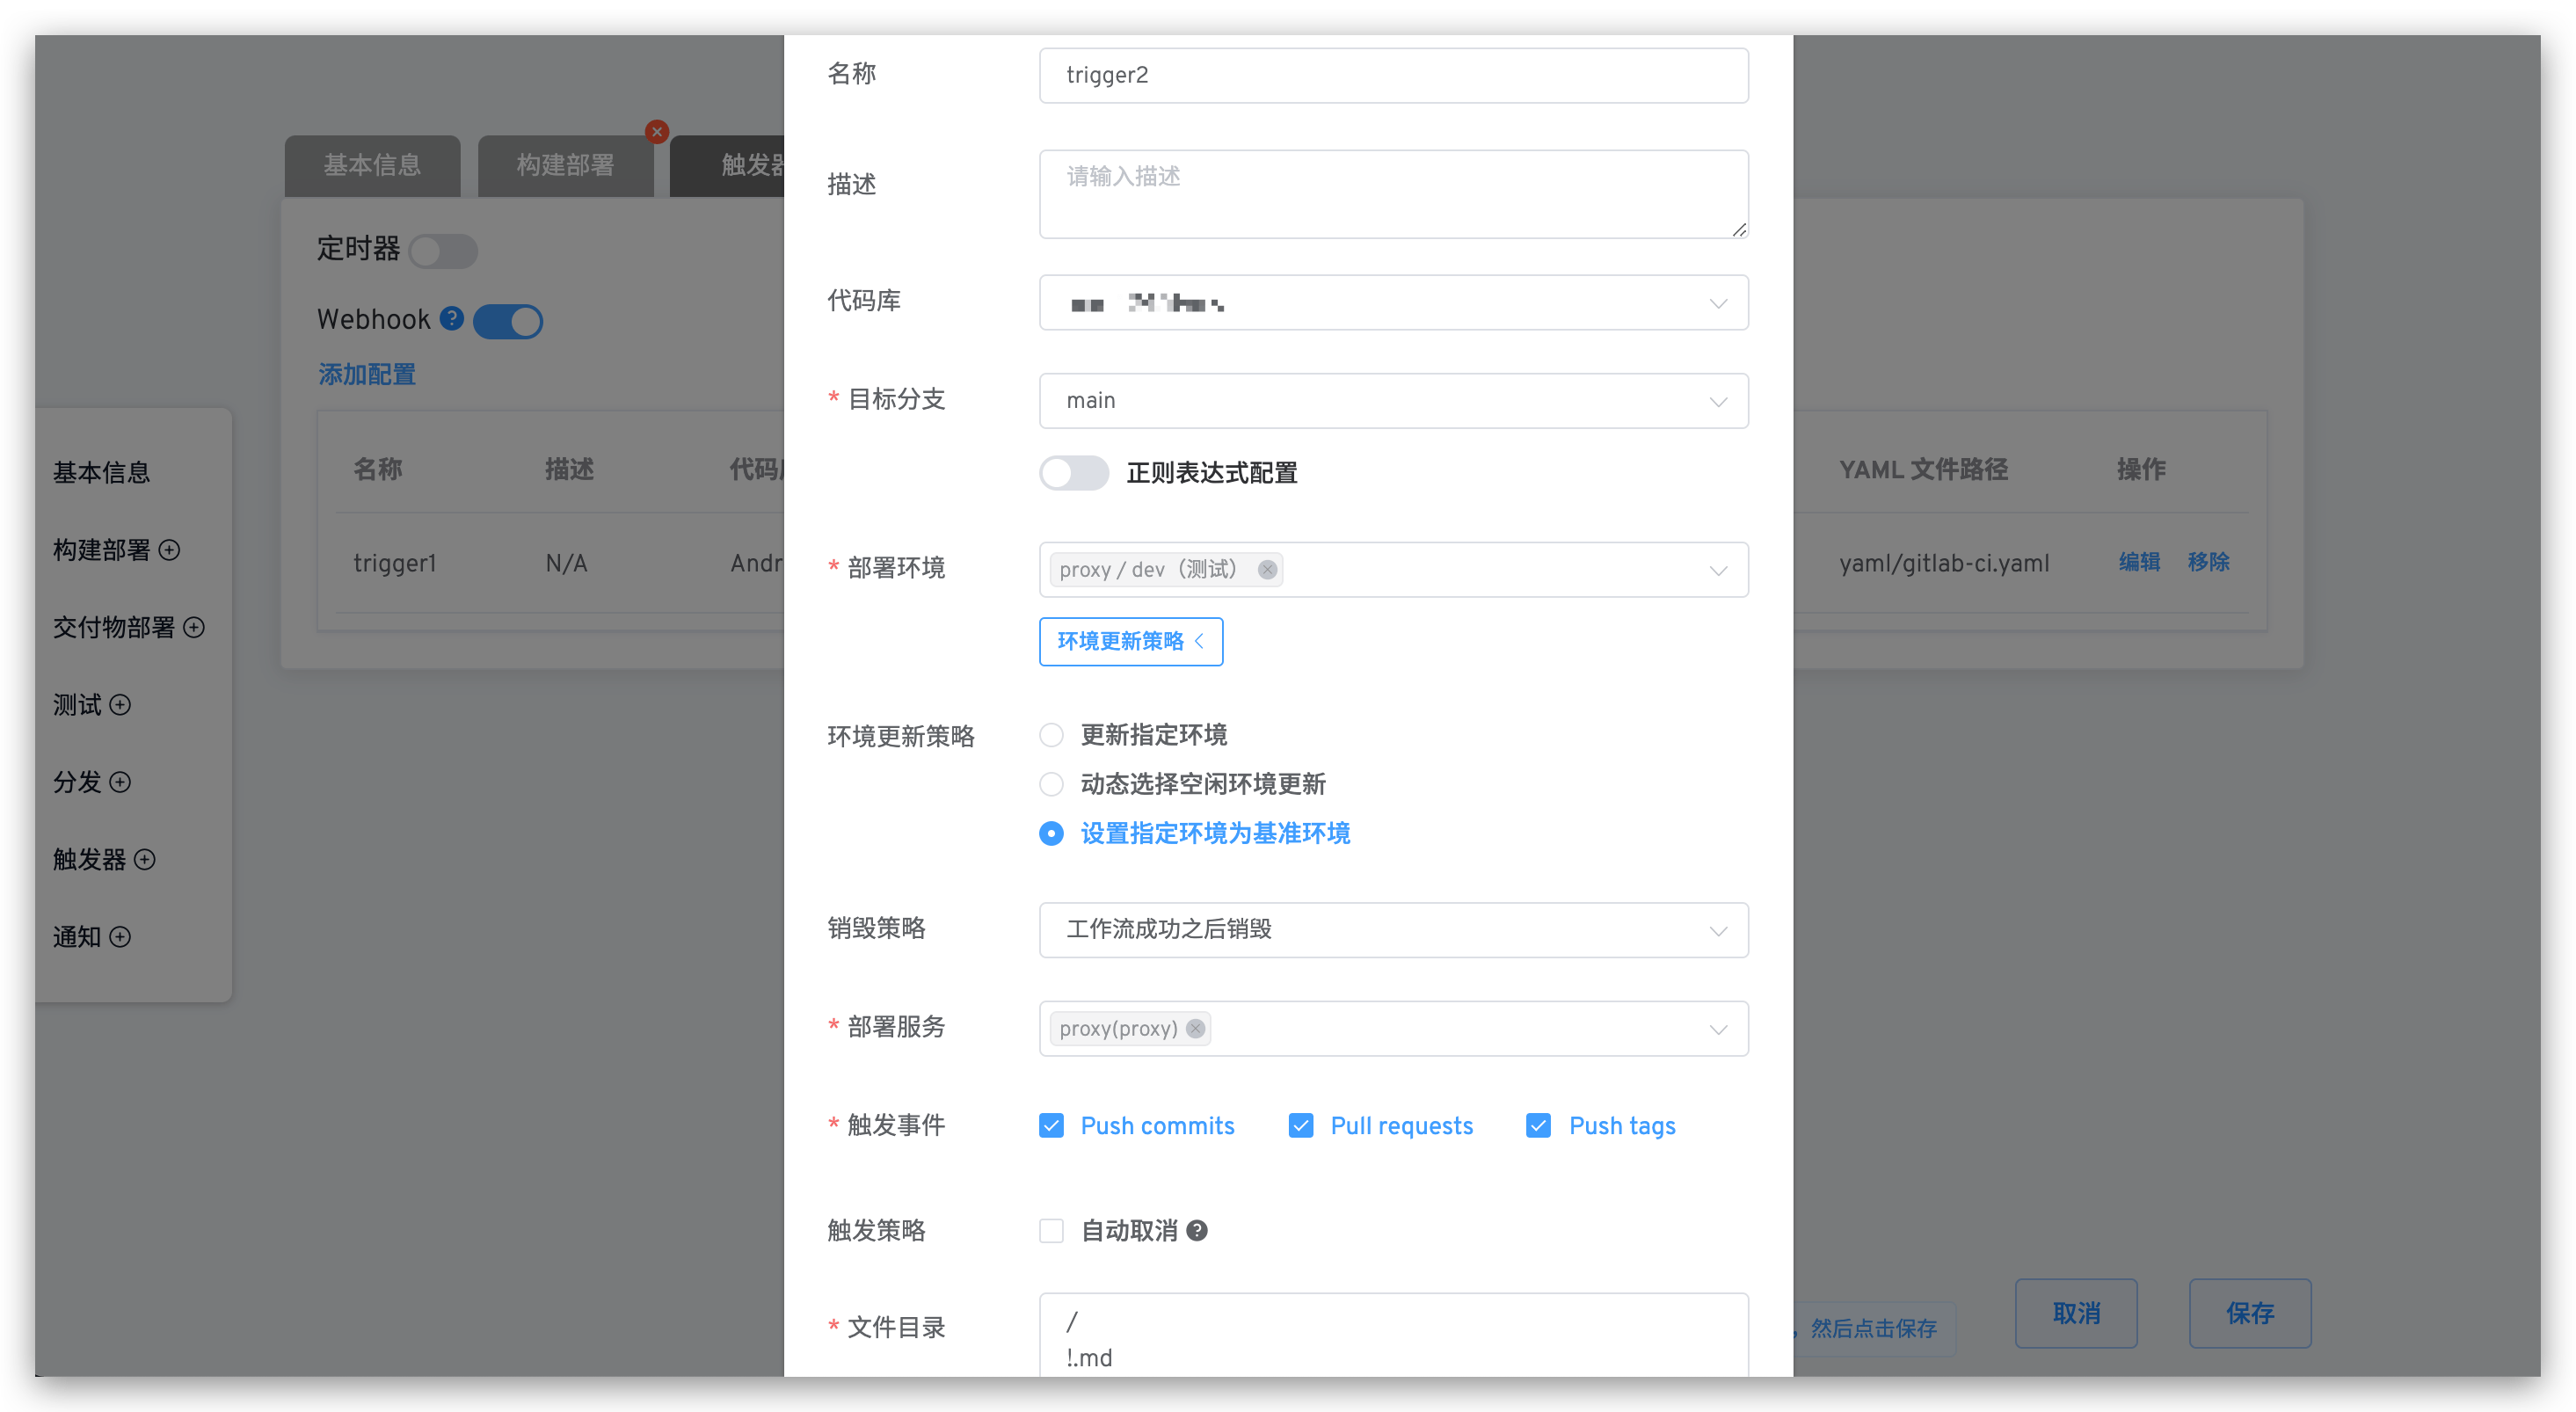 基本信息
构建部署
触发器
定时器
Webhook
添加配置
名称 描述 YAML 文件路径 操作
trigger1 N/A yaml/gitlab-ci.yaml 编辑 移除
基本信息
构建部署
交付物部署
测试
分发
触发器
通知
名称 trigger2
描述 请输入描述
代码库
* 目标分支 main
正则表达式配置
* 部署环境 proxy / dev（测试）
环境更新策略
环境更新策略 更新指定环境
动态选择空闲环境更新
设置指定环境为基准环境
销毁策略 工作流成功之后销毁
* 部署服务 proxy(proxy)
* 触发事件 Push commits Pull requests Push tags
触发策略 自动取消
* 文件目录 /
!.md
，然后点击保存
取消 保存